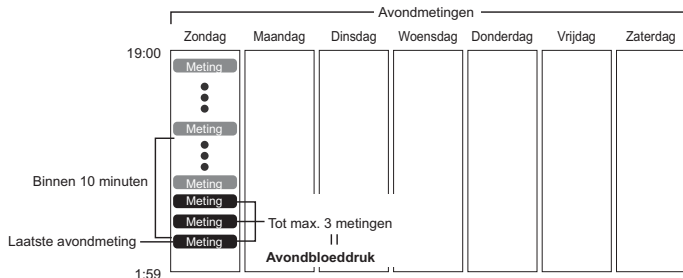 Avondmetingen
Zondag Maandag Dinsdag Woensdag Donderdag Vrijdag Zaterdag
19:00
Meting
Meting
Meting
Binnen 10 minuten
Meting
Meting
Tot max. 3 metingen
Laatste avondmeting
Meting
Avondbloeddruk
1:59